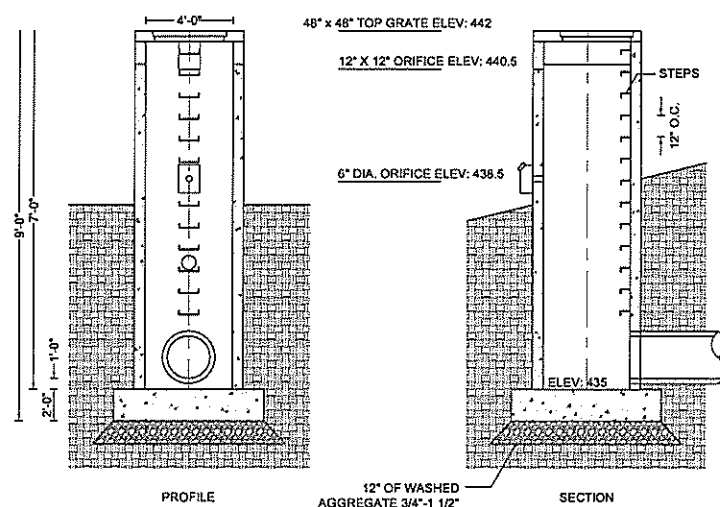 4'-0"
48" x 48" TOP GRATE ELEV: 442
12" X 12" ORIFICE ELEV: 440.5
STEPS
12" O.C.
6" DIA. ORIFICE ELEV: 438.5
9'-0"
7'-0"
1'-0"
2'-0"
ELEV: 435
12" OF WASHED
AGGREGATE 3/4"-1 1/2"
PROFILE
SECTION